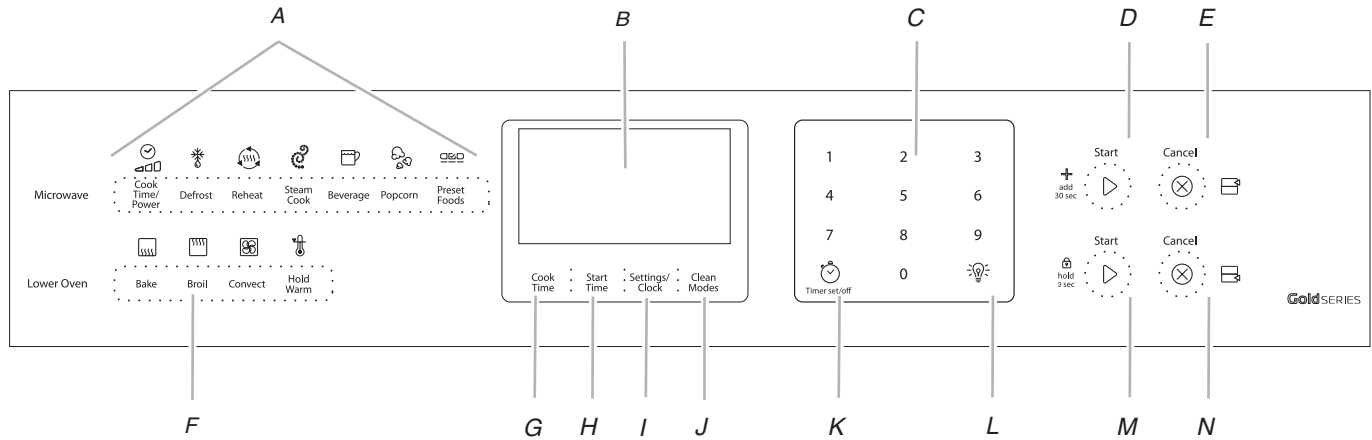 A B C D E
Microwave
Cook
Time/
Power
Defrost
Reheat
Steam
Cook
Beverage
Popcorn
Preset
Foods
Lower Oven
Bake
Broil
Convect
Hold
Warm
Cook
Time
Start
Time
Settings/
Clock
Clean
Modes
1 2 3
4 5 6
7 8 9
0
Timer set/off
add
30 sec
Start
Cancel
hold
3 sec
Start
Cancel
GoldSERIES
F G H I J K L M N